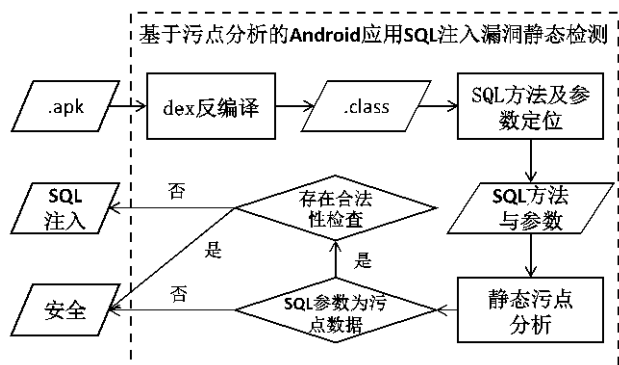 基于污点分析的Android应用SQL注入漏洞静态检测
.apk
dex反编译
.class
SQL方法及参
数定位
SQL
注入
否
存在合法
性检查
SQL方法
与参数
是
是
安全
否
SQL参数为污
点数据
静态污点
分析